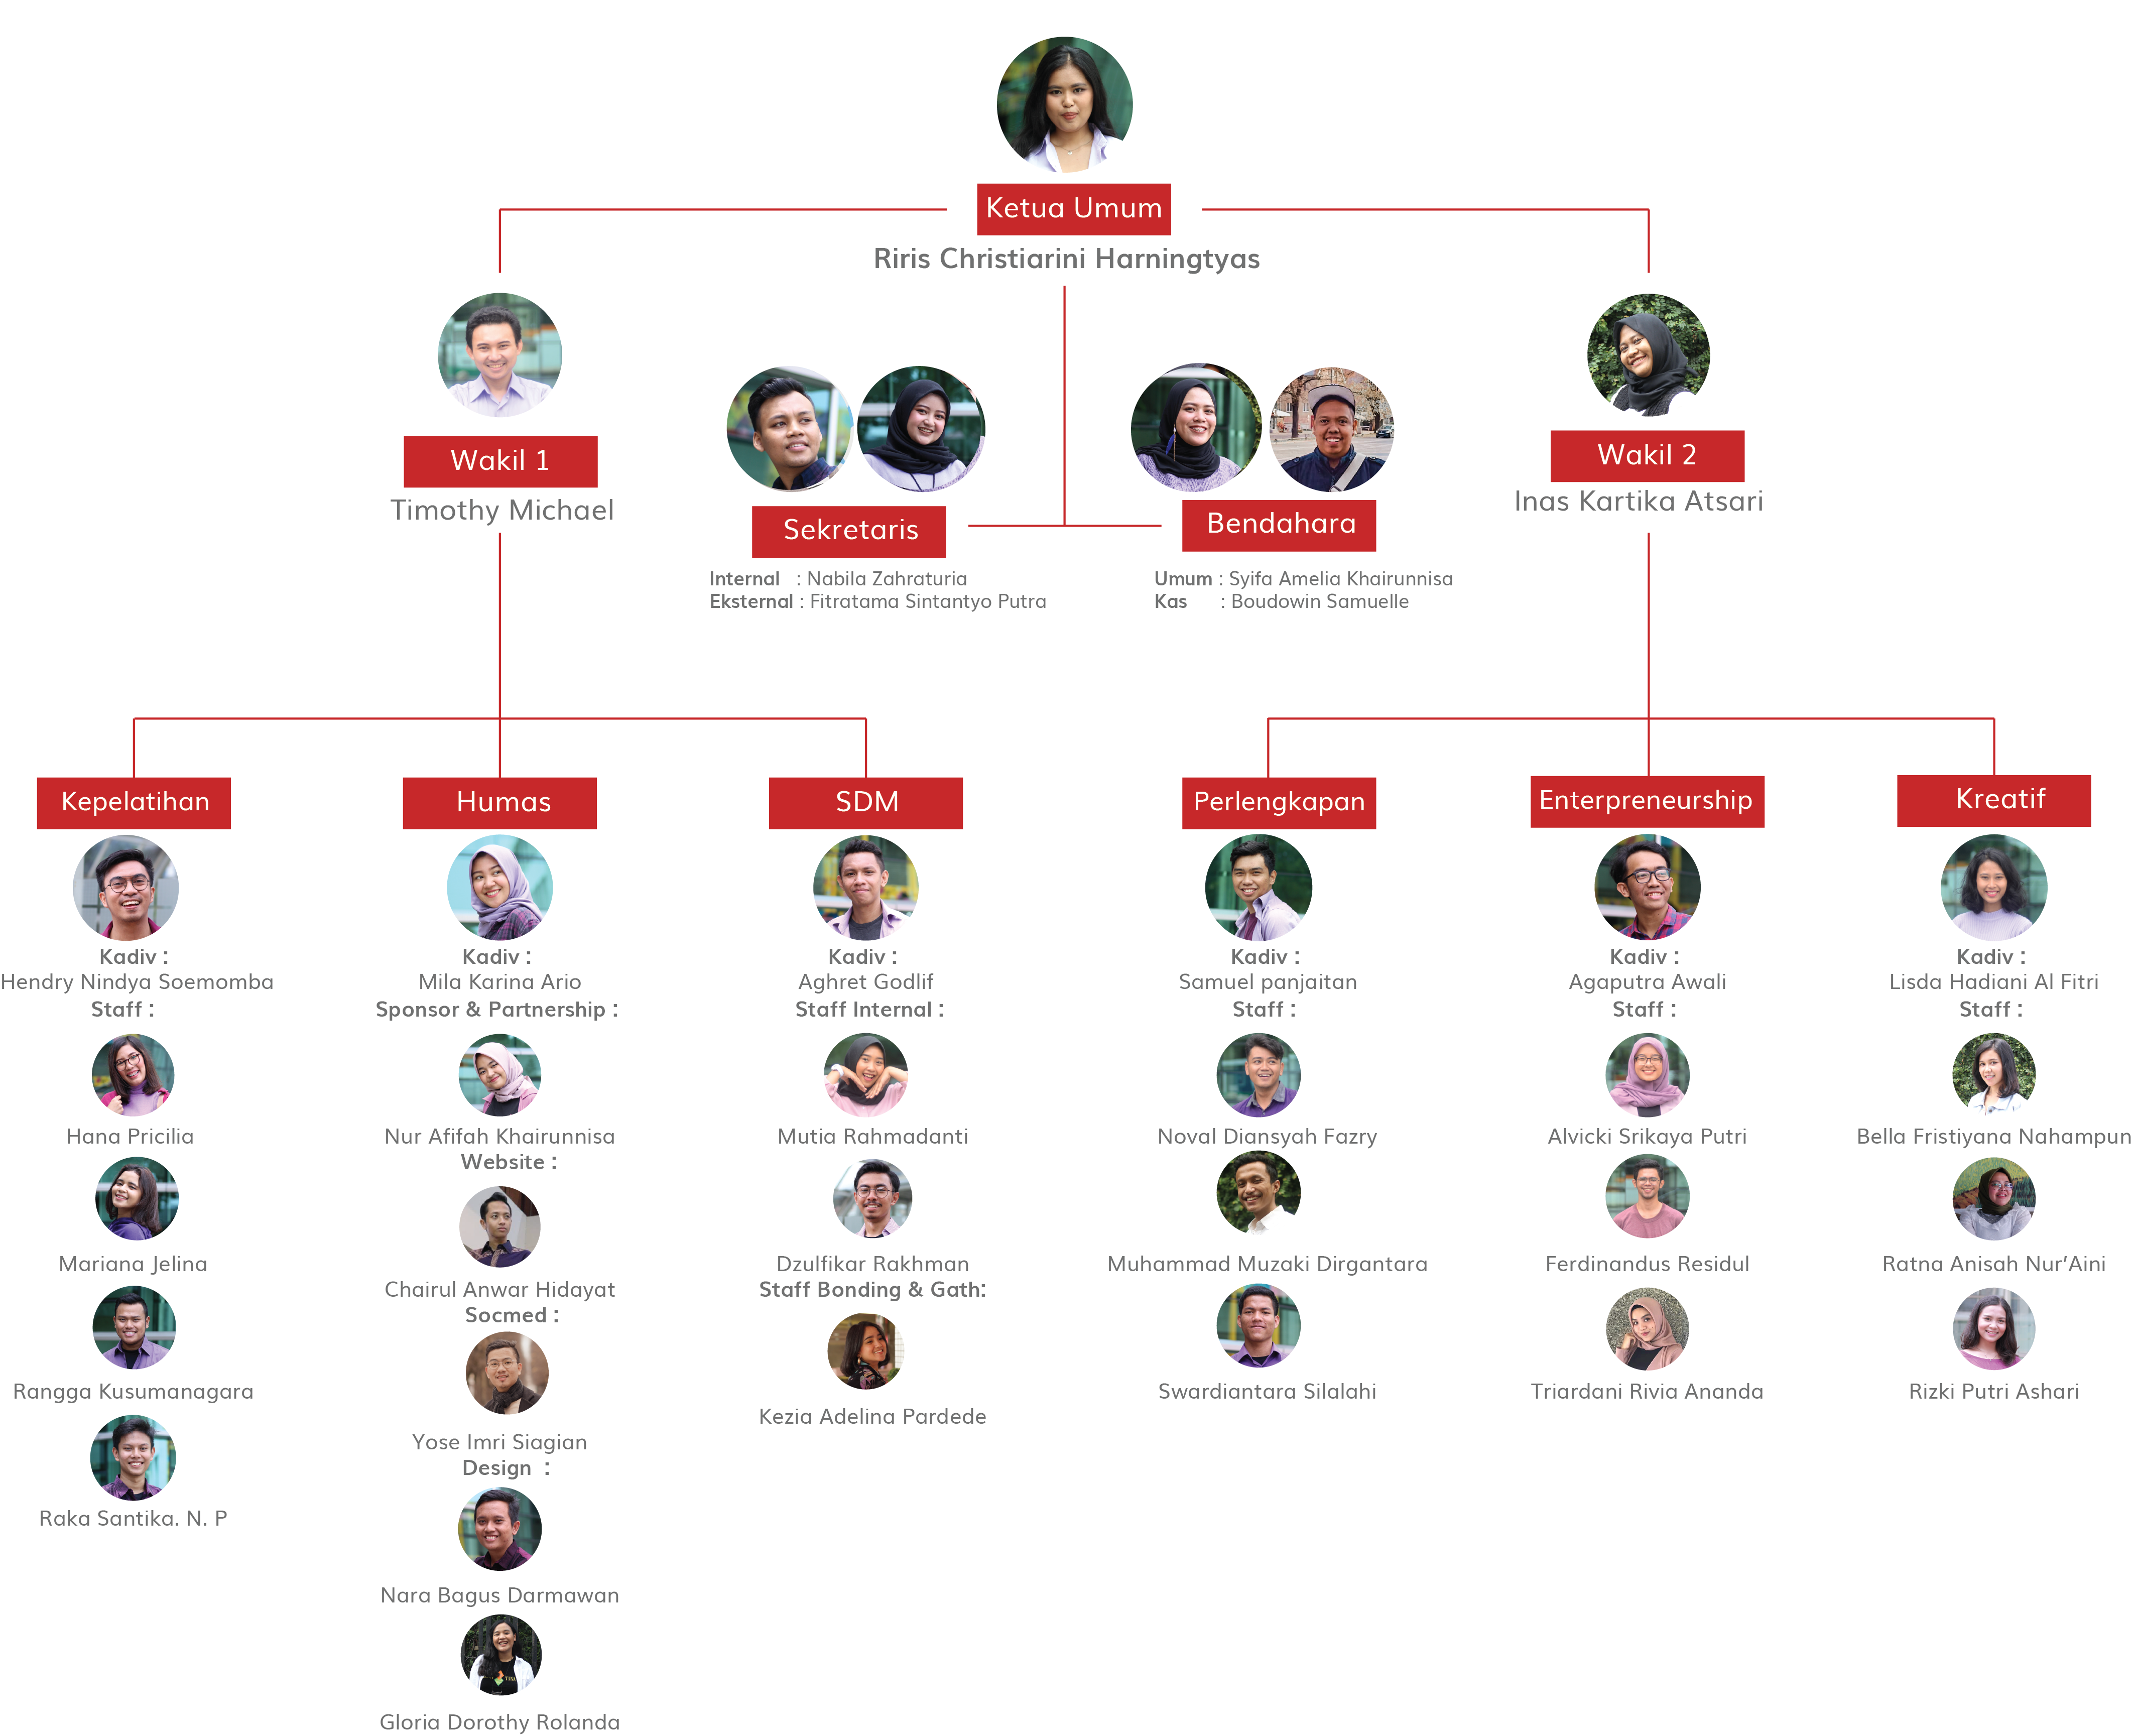 Ketua Umum
Riris Christiarini Harningtyas
Wakil 1
Timothy Michael
Sekretaris
Internal : Nabila Zahraturia
Eksternal : Fitratama Sintantyo Putra
Bendahara
Umum : Syifa Amelia Khairunnisa
Kas : Boudowin Samuelle
Wakil 2
Inas Kartika Atsari
Kepelatihan
Kadiv :
Hendry Nindya Soemomba
Staff :
Hana Pricilia
Mariana Jelina
Rangga Kusumanagara
Raka Santika. N. P
Humas
Kadiv :
Mila Karina Ario
Sponsor & Partnership :
Nur Afifah Khairunnisa
Website :
Chairul Anwar Hidayat
Socmed :
Yose Imri Siagian
Design :
Nara Bagus Darmawan
Gloria Dorothy Rolanda
SDM
Kadiv :
Aghret Godlif
Staff Internal :
Mutia Rahmadanti
Dzulfikar Rakhman
Staff Bonding & Gath:
Kezia Adelina Pardede
Perlengkapan
Kadiv :
Samuel panjaitan
Staff :
Noval Diansyah Fazry
Muhammad Muzaki Dirgantara
Swardiantara Silalahi
Enterpreneurship
Kadiv :
Agaputra Awali
Staff :
Alvicki Srikaya Putri
Ferdinandus Residul
Triardani Rivia Ananda
Kreatif
Kadiv :
Lisda Hadiani Al Fitri
Staff :
Bella Fristiyana Nahampun
Ratna Anisah Nur'Aini
Rizki Putri Ashari